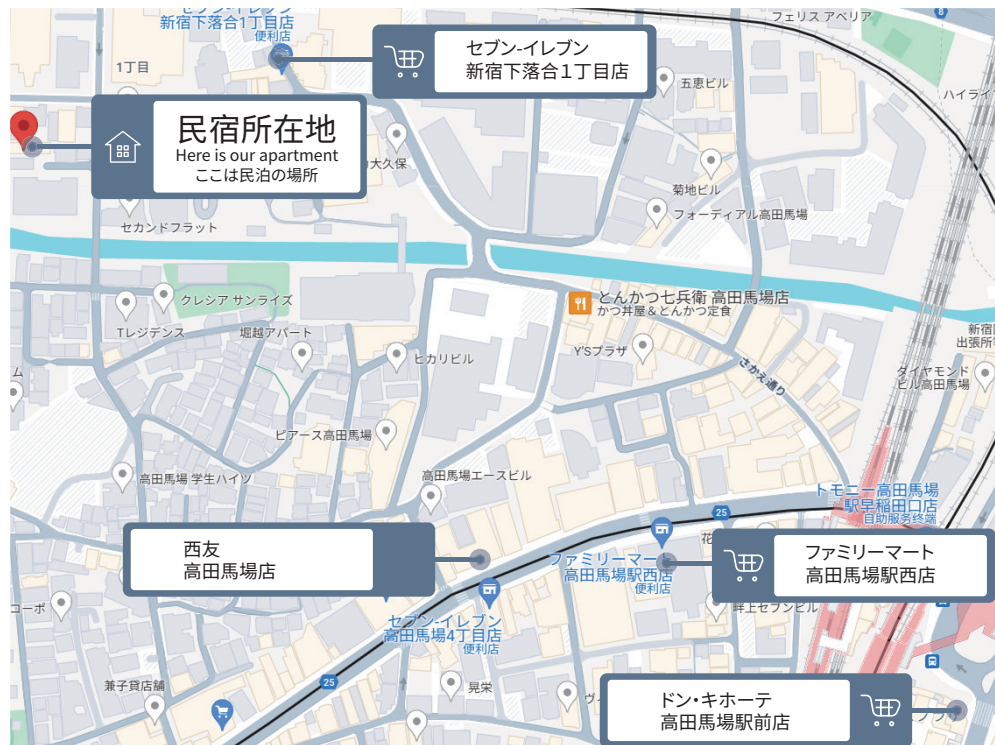 セブン-イレブン
新宿下落合1丁目店
便利店
フェリス アベリア
8
セブン-イレブン
新宿下落合1丁目店
1丁目
五恵ビル
ハイライ
民宿所在地
Here is our apartment
ここは民泊の場所
大久保
菊地ビル
フォーディアル高田馬場
セカンドフラット
クレシア サンライズ
とんかつ七兵衛 高田馬場店
かつ丼屋&とんかつ定食
Tレジデンス
堀越アパート
新宿
出張所
ヒカリビル
Y'Sプラザ
さかえ通り
ダイヤモンド
ビル高田馬場
ム
ピアース高田馬場
高田馬場 学生ハイツ
高田馬場エースビル
トモニー高田馬場
駅早稲田口店
自助服务终端
25
西友
高田馬場店
ファミリーマート
高田馬場駅西店
便利店
花
ファミリーマート
高田馬場駅西店
コーポ
セブン-イレブン
高田馬場4丁目店
便利店
畔上セブンビル
25
兼子貸店舗
晃栄
ヴィ
ドン・キホーテ
高田馬場駅前店